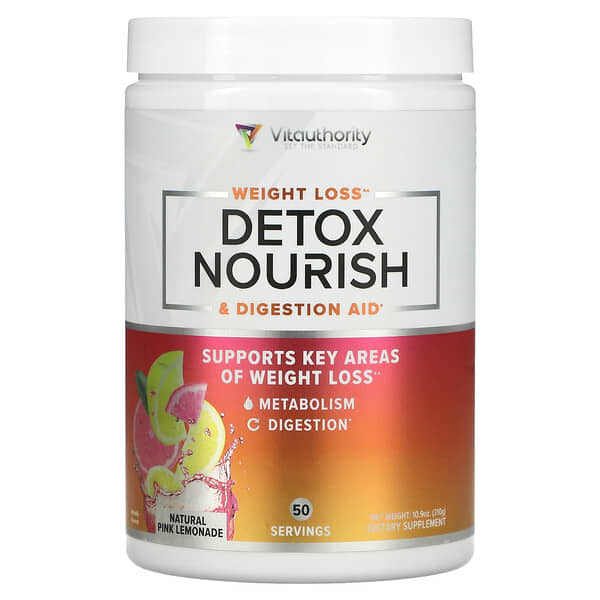 Vitauthority
SET THE STANDARD
WEIGHT LOSS**
DETOX
NOURISH
& DIGESTION AID*
SUPPORTS KEY AREAS
OF WEIGHT LOSS**
METABOLISM
DIGESTION*
NATURAL
PINK LEMONADE
50
SERVINGS
NET WEIGHT: 10.9oz. (310g)
DIETARY SUPPLEMENT